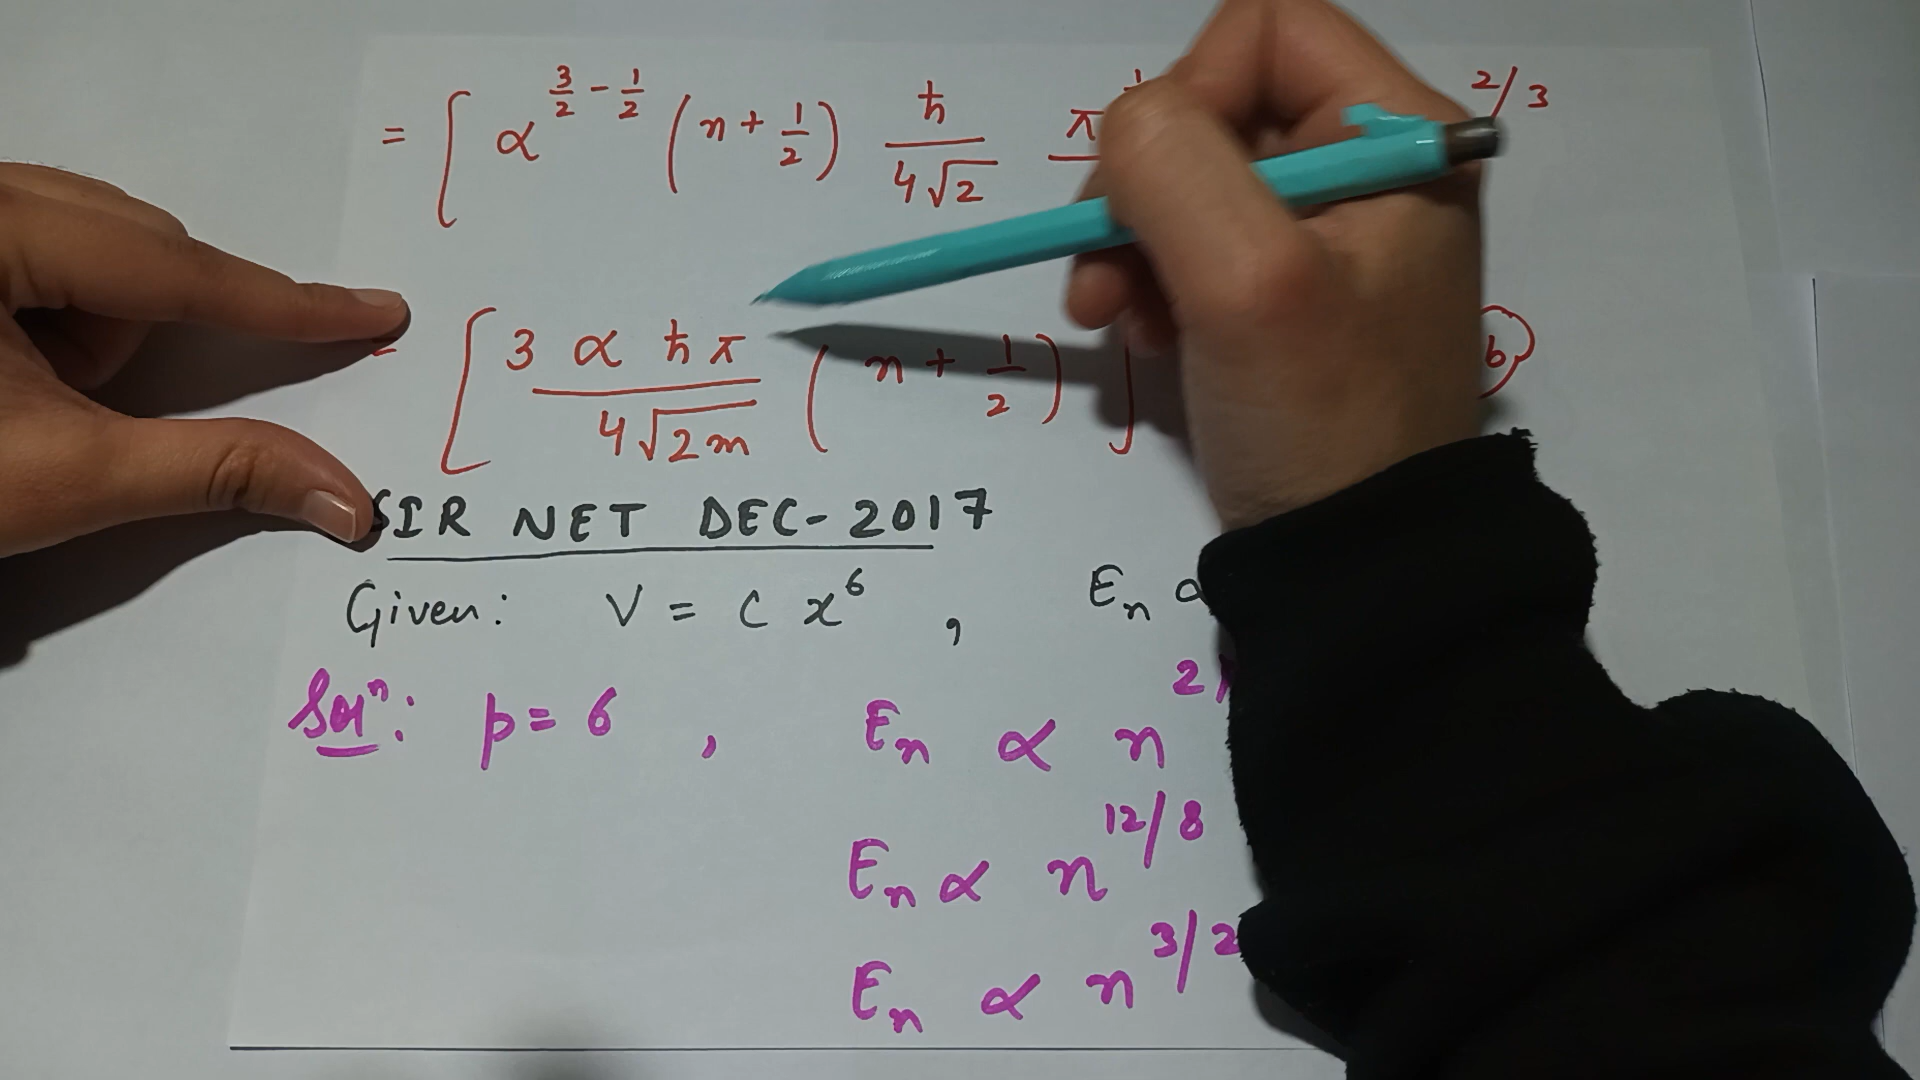 = [ α^{3/2 - 1/2} (n + 1/2) ħ/4√2 π 2/3
= [ 3 α ħ π / 4√2m ( n + 1/2 ) ] b
SIR NET DEC-2017
Given: V = C x^6 , E_n α
Sol^n: p = 6 , E_n α n^2
E_n α n^{12/8}
E_n α n^{3/2}